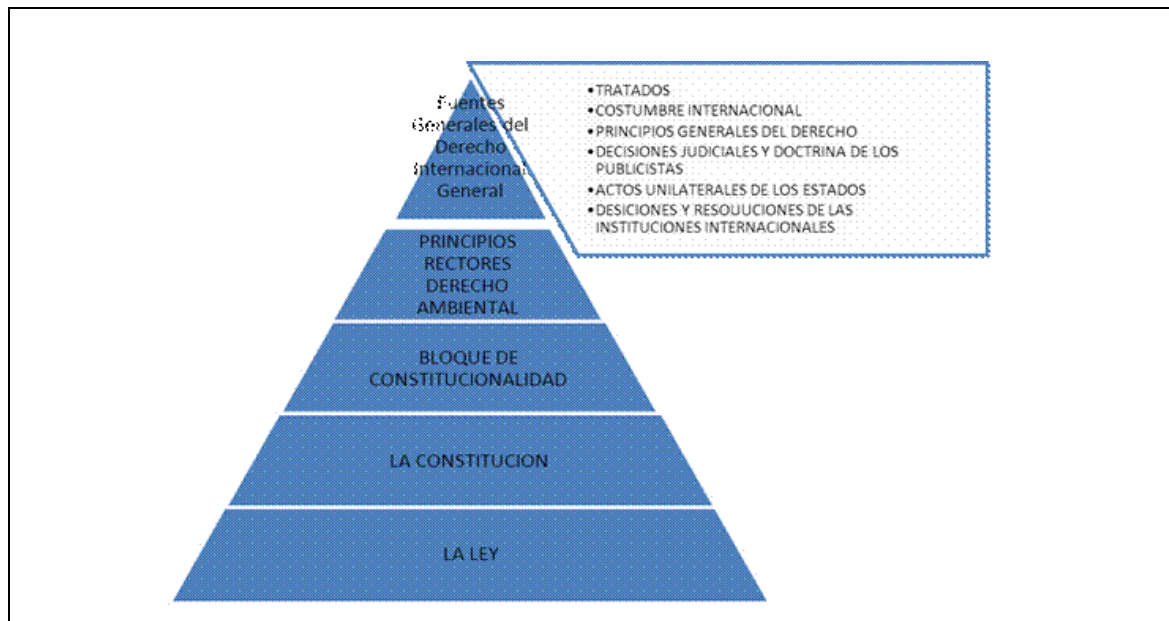 Fuentes
Generales del
Derecho
Internacional
General
•TRATADOS
•COSTUMBRE INTERNACIONAL
•PRINCIPIOS GENERALES DEL DERECHO
•DECISIONES JUDICIALES Y DOCTRINA DE LOS
PUBLICISTAS
•ACTOS UNILATERALES DE LOS ESTADOS
•DESICIONES Y RESOUUCIONES DE LAS
INSTITUCIONES INTERNACIONALES
PRINCIPIOS
RECTORES
DERECHO
AMBIENTAL
BLOQUE DE
CONSTITUCIONALIDAD
LA CONSTITUCION
LA LEY